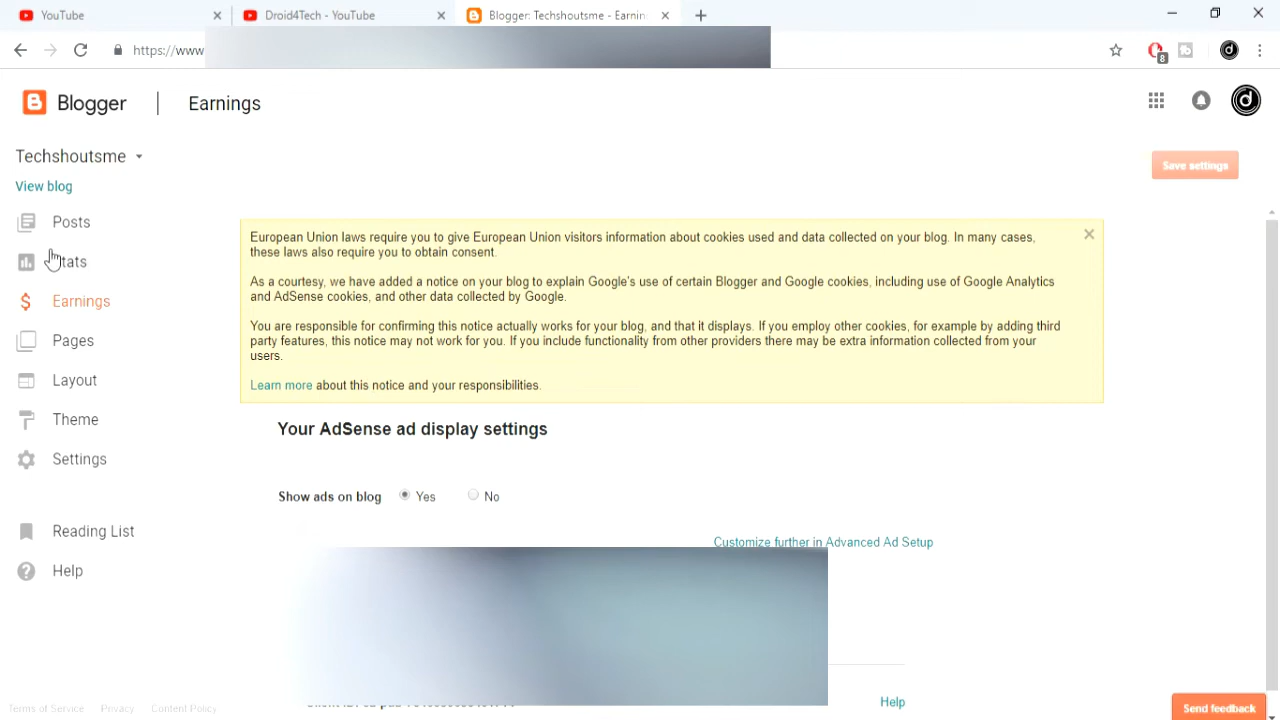 YouTube
Droid4Tech - YouTube
Blogger: Techshoutsme - Earnin
https://www
8
Blogger
Earnings
Techshoutsme
View blog
Save settings
Posts
Stats
Earnings
Pages
Layout
Theme
Settings
Reading List
Help
European Union laws require you to give European Union visitors information about cookies used and data collected on your blog. In many cases,
these laws also require you to obtain consent.
As a courtesy, we have added a notice on your blog to explain Google's use of certain Blogger and Google cookies, including use of Google Analytics
and AdSense cookies, and other data collected by Google.
You are responsible for confirming this notice actually works for your blog, and that it displays. If you employ other cookies, for example by adding third
party features, this notice may not work for you. If you include functionality from other providers there may be extra information collected from your
users.
Learn more about this notice and your responsibilities.
Your AdSense ad display settings
Show ads on blog Yes No
Customize further in Advanced Ad Setup
Help
Terms of Service Privacy Content Policy
Send feedback